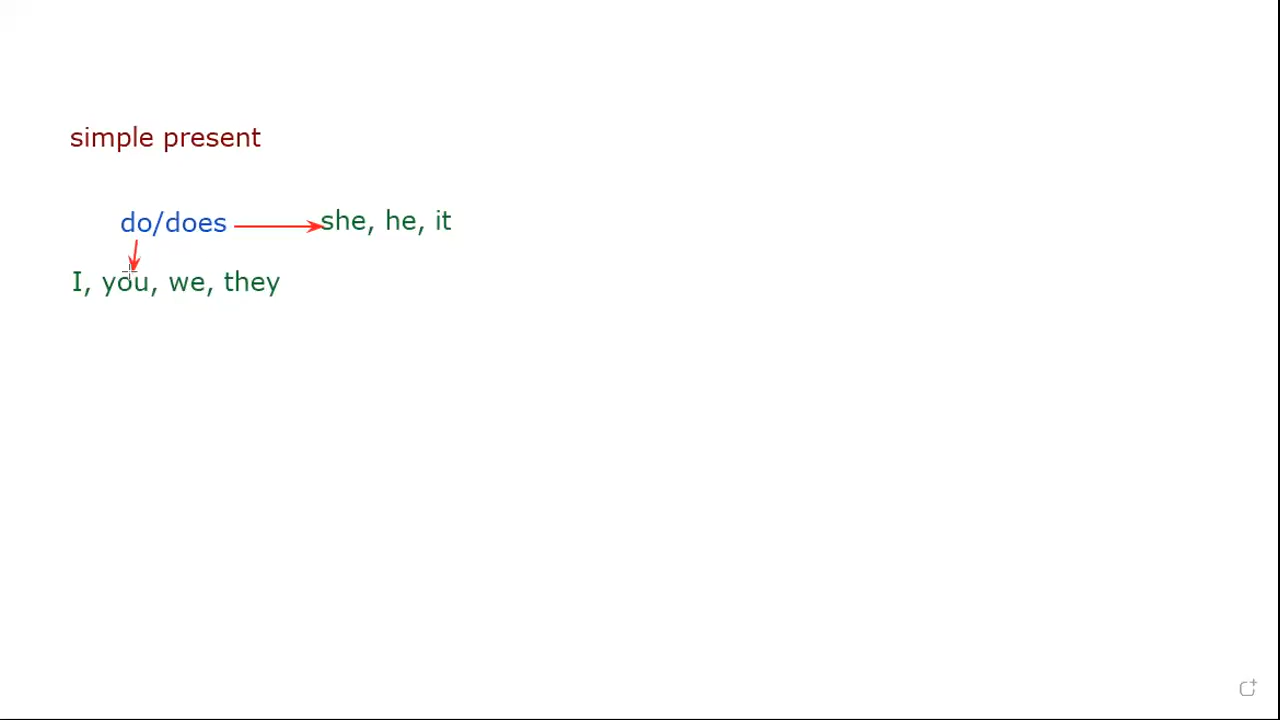 simple present
do/does she, he, it
I, you, we, they